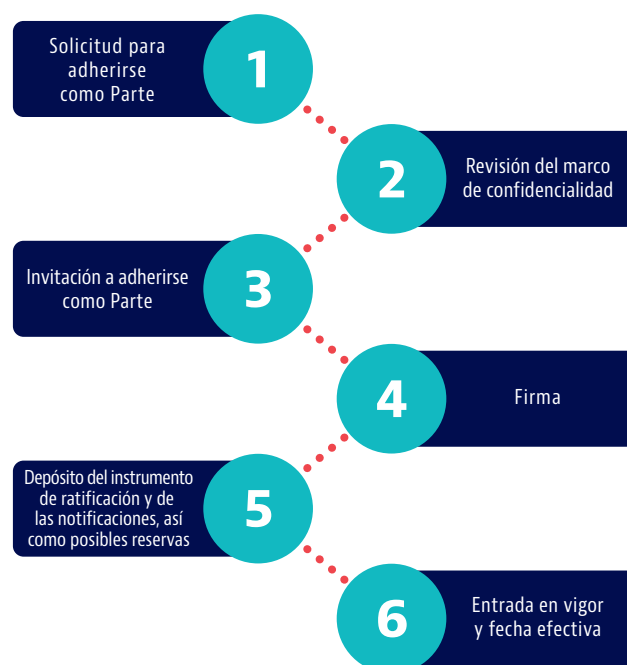 Solicitud para
adherirse
como Parte
1
2
Revisión del marco
de confidencialidad
Invitación a adherirse
como Parte
3
4
Firma
Depósito del instrumento
de ratificación y de
las notificaciones, así
como posibles reservas
5
6
Entrada en vigor
y fecha efectiva